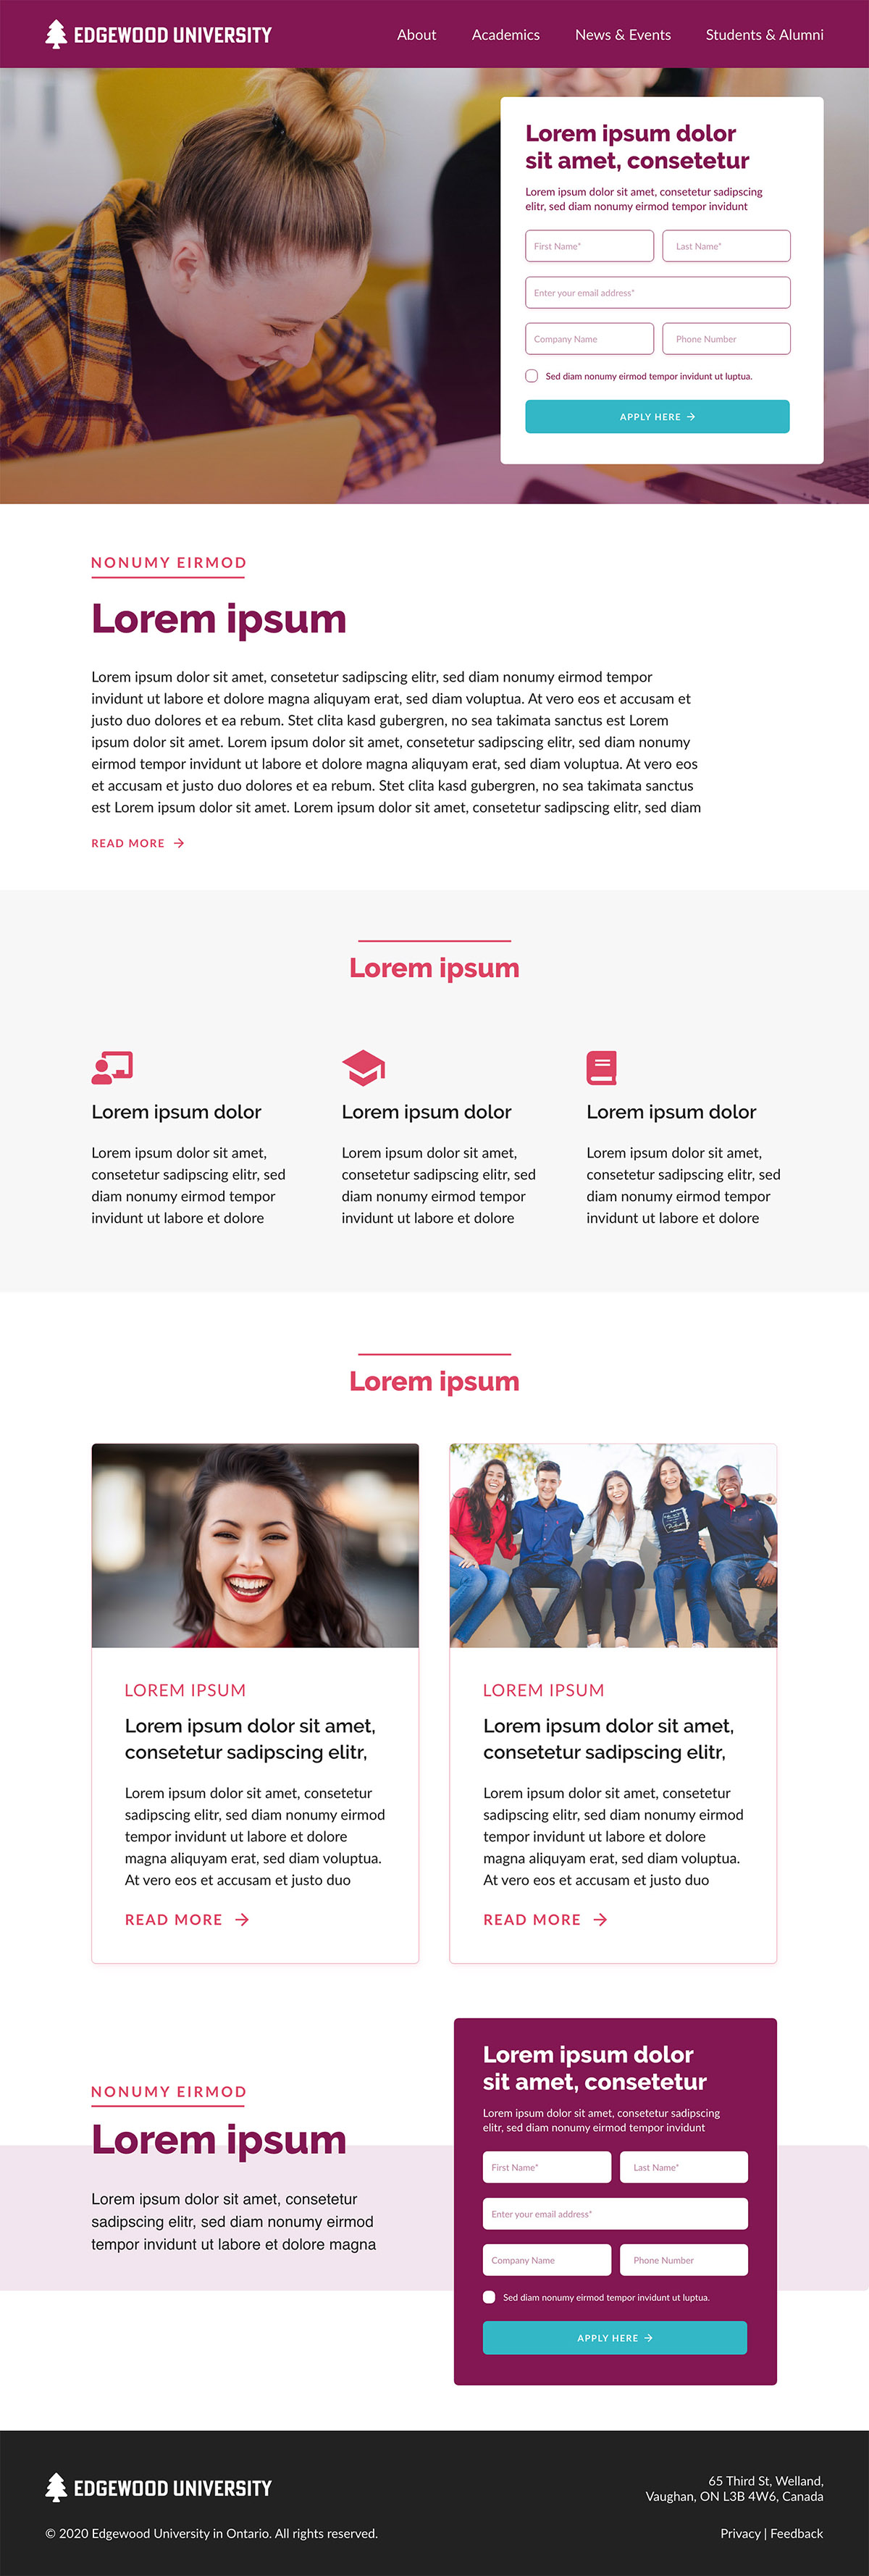 EDGEWOOD UNIVERSITY
About
Academics
News & Events
Students & Alumni
Lorem ipsum dolor
sit amet, consetetur
Lorem ipsum dolor sit amet, consetetur sadipscing
elitr, sed diam nonumy eirmod tempor invidunt
First Name*
Last Name*
Enter your email address*
Company Name
Phone Number
Sed diam nonumy eirmod tempor invidunt ut luptua.
APPLY HERE →
NONUMY EIRMOD
Lorem ipsum
Lorem ipsum dolor sit amet, consetetur sadipscing elitr, sed diam nonumy eirmod tempor
invidunt ut labore et dolore magna aliquyam erat, sed diam voluptua. At vero eos et accusam et
justo duo dolores et ea rebum. Stet clita kasd gubergren, no sea takimata sanctus est Lorem
ipsum dolor sit amet. Lorem ipsum dolor sit amet, consetetur sadipscing elitr, sed diam nonumy
eirmod tempor invidunt ut labore et dolore magna aliquyam erat, sed diam voluptua. At vero eos
et accusam et justo duo dolores et ea rebum. Stet clita kasd gubergren, no sea takimata sanctus
est Lorem ipsum dolor sit amet. Lorem ipsum dolor sit amet, consetetur sadipscing elitr, sed diam
READ MORE →
Lorem ipsum
Lorem ipsum dolor
Lorem ipsum dolor sit amet,
consetetur sadipscing elitr, sed
diam nonumy eirmod tempor
invidunt ut labore et dolore
Lorem ipsum dolor
Lorem ipsum dolor sit amet,
consetetur sadipscing elitr, sed
diam nonumy eirmod tempor
invidunt ut labore et dolore
Lorem ipsum dolor
Lorem ipsum dolor sit amet,
consetetur sadipscing elitr, sed
diam nonumy eirmod tempor
invidunt ut labore et dolore
Lorem ipsum
LOREM IPSUM
Lorem ipsum dolor sit amet,
consetetur sadipscing elitr,
Lorem ipsum dolor sit amet, consetetur
sadipscing elitr, sed diam nonumy eirmod
tempor invidunt ut labore et dolore
magna aliquyam erat, sed diam voluptua.
At vero eos et accusam et justo duo
READ MORE →
LOREM IPSUM
Lorem ipsum dolor sit amet,
consetetur sadipscing elitr,
Lorem ipsum dolor sit amet, consetetur
sadipscing elitr, sed diam nonumy eirmod
tempor invidunt ut labore et dolore
magna aliquyam erat, sed diam voluptua.
At vero eos et accusam et justo duo
READ MORE →
NONUMY EIRMOD
Lorem ipsum
Lorem ipsum dolor sit amet, consetetur
sadipscing elitr, sed diam nonumy eirmod
tempor invidunt ut labore et dolore magna
Lorem ipsum dolor
sit amet, consetetur
Lorem ipsum dolor sit amet, consetetur sadipscing
elitr, sed diam nonumy eirmod tempor invidunt
First Name*
Last Name*
Enter your email address*
Company Name
Phone Number
Sed diam nonumy eirmod tempor invidunt ut luptua.
APPLY HERE →
EDGEWOOD UNIVERSITY
65 Third St, Welland,
Vaughan, ON L3B 4W6, Canada
© 2020 Edgewood University in Ontario. All rights reserved.
Privacy | Feedback